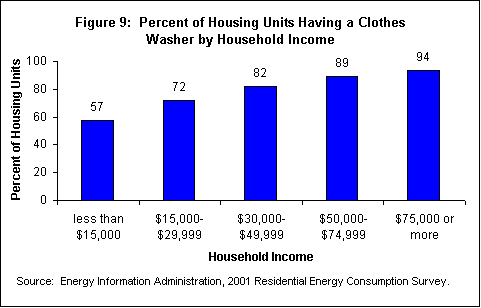 Figure 9:  Percent of Housing Units Having a Clothes
Washer by Household Income
Percent of Housing Units
100
80
60
40
20
0
57
72
82
89
94
less than
$15,000
$15,000-
$29,999
$30,000-
$49,999
$50,000-
$74,999
$75,000 or
more
Household Income
Source:  Energy Information Administration, 2001 Residential Energy Consumption Survey.